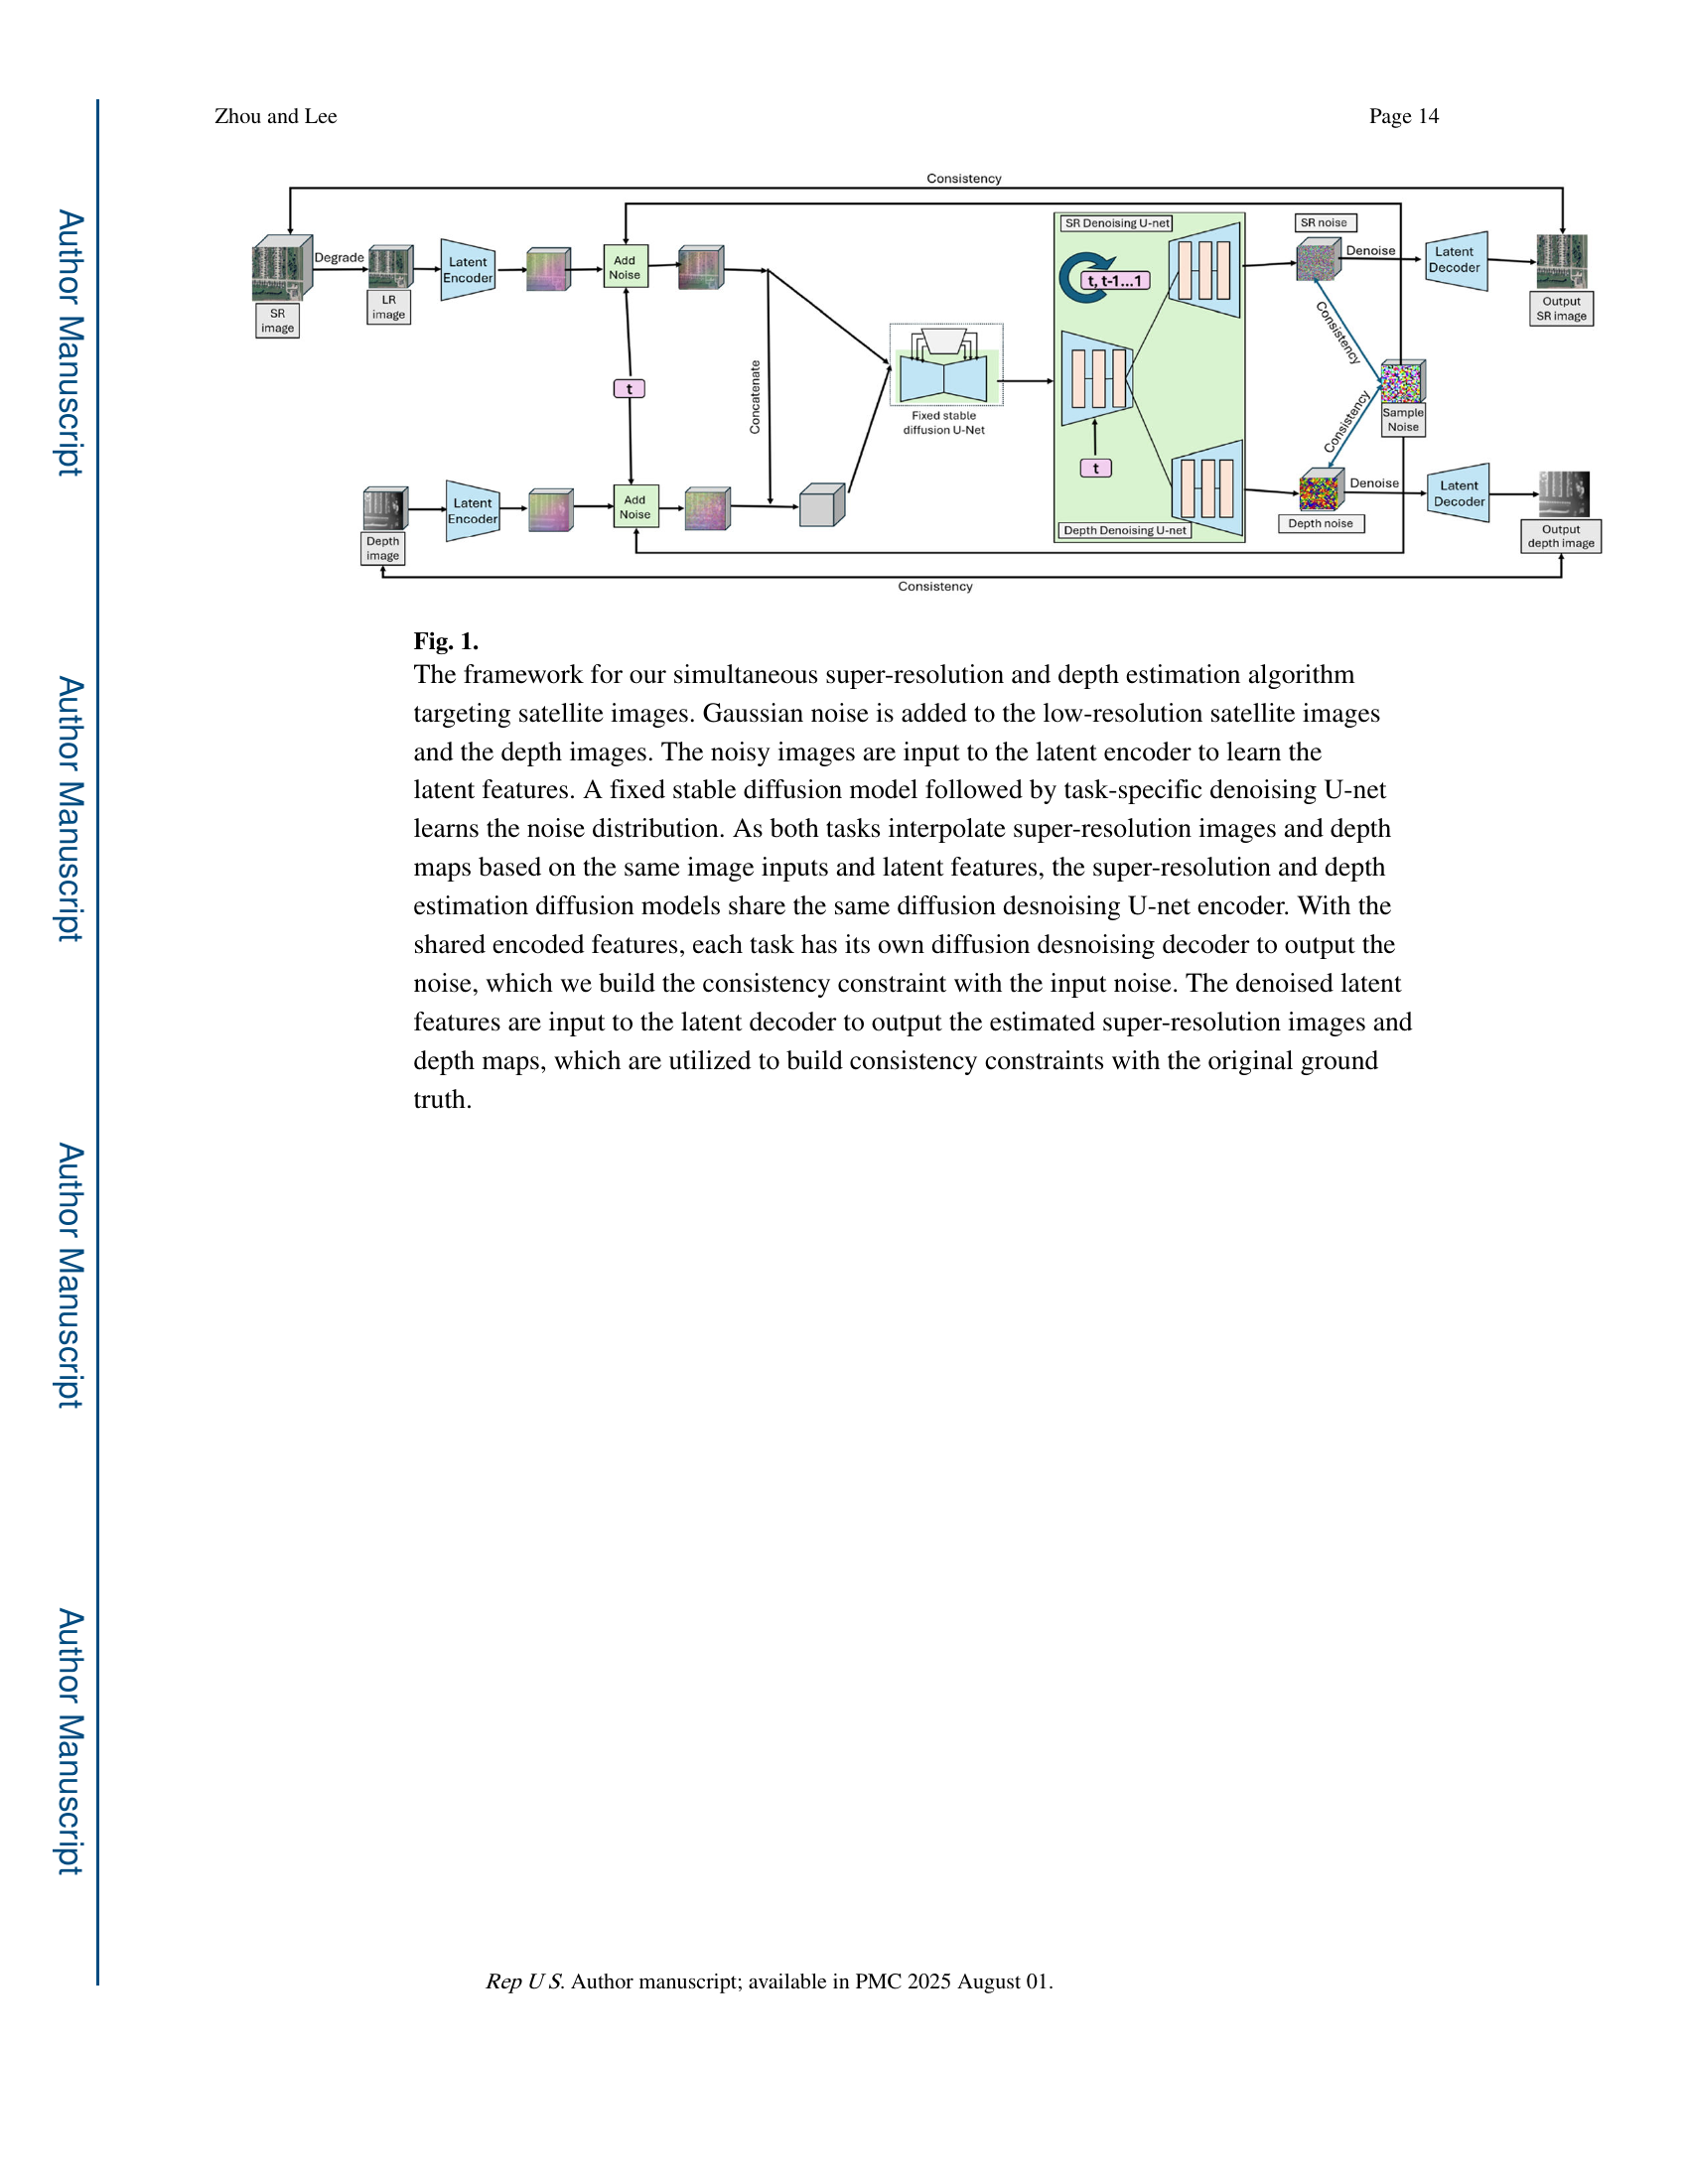 Zhou and Lee
Page 14
Consistency
SR Denoising U-net
SR noise
Degrade
Latent
Encoder
Add
Noise
t, t-1...1
Denoise
Latent
Decoder
SR
image
LR
image
Output
SR image
Consistency
t
Concatenate
Fixed stable
diffusion U-Net
Sample
Noise
Consistency
t
Latent
Encoder
Add
Noise
Denoise
Latent
Decoder
Depth
image
Depth Denoising U-net
Depth noise
Output
depth image
Consistency
Fig. 1.
The framework for our simultaneous super-resolution and depth estimation algorithm
targeting satellite images. Gaussian noise is added to the low-resolution satellite images
and the depth images. The noisy images are input to the latent encoder to learn the
latent features. A fixed stable diffusion model followed by task-specific denoising U-net
learns the noise distribution. As both tasks interpolate super-resolution images and depth
maps based on the same image inputs and latent features, the super-resolution and depth
estimation diffusion models share the same diffusion desnoising U-net encoder. With the
shared encoded features, each task has its own diffusion desnoising decoder to output the
noise, which we build the consistency constraint with the input noise. The denoised latent
features are input to the latent decoder to output the estimated super-resolution images and
depth maps, which are utilized to build consistency constraints with the original ground
truth.
Rep U S. Author manuscript; available in PMC 2025 August 01.
Author Manuscript
Author Manuscript
Author Manuscript
Author Manuscript